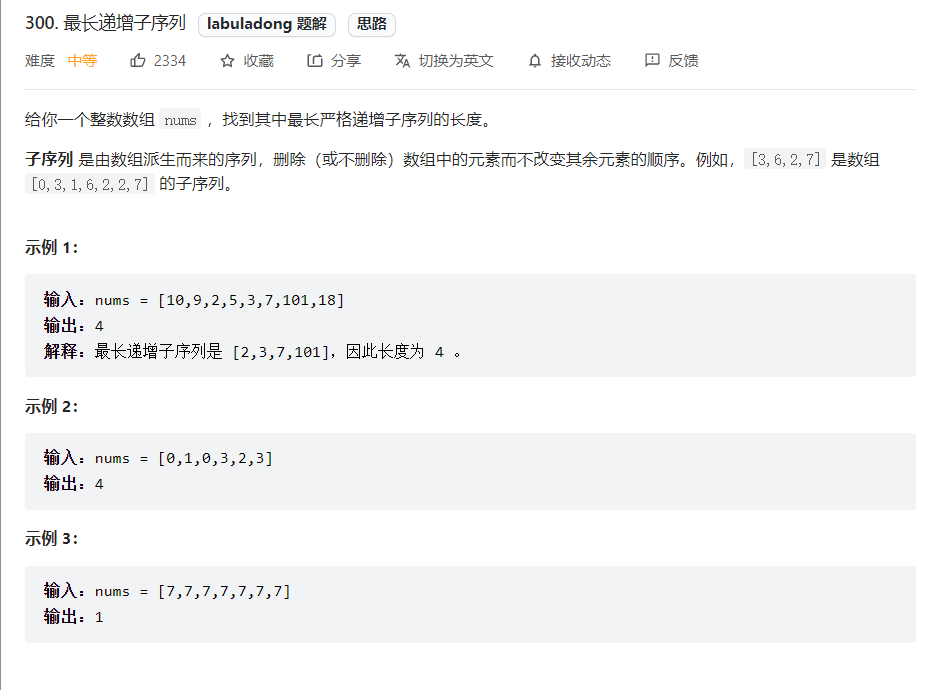 300. 最长递增子序列 labuladong 题解 思路
难度 中等 2334 收藏 分享 切换为英文 接收动态 反馈
给你一个整数数组 nums ，找到其中最长严格递增子序列的长度。
子序列 是由数组派生而来的序列，删除（或不删除）数组中的元素而不改变其余元素的顺序。例如，[3,6,2,7] 是数组
[0,3,1,6,2,2,7] 的子序列。
示例 1：
输入：nums = [10,9,2,5,3,7,101,18]
输出：4
解释：最长递增子序列是 [2,3,7,101]，因此长度为 4 。
示例 2：
输入：nums = [0,1,0,3,2,3]
输出：4
示例 3：
输入：nums = [7,7,7,7,7,7,7]
输出：1